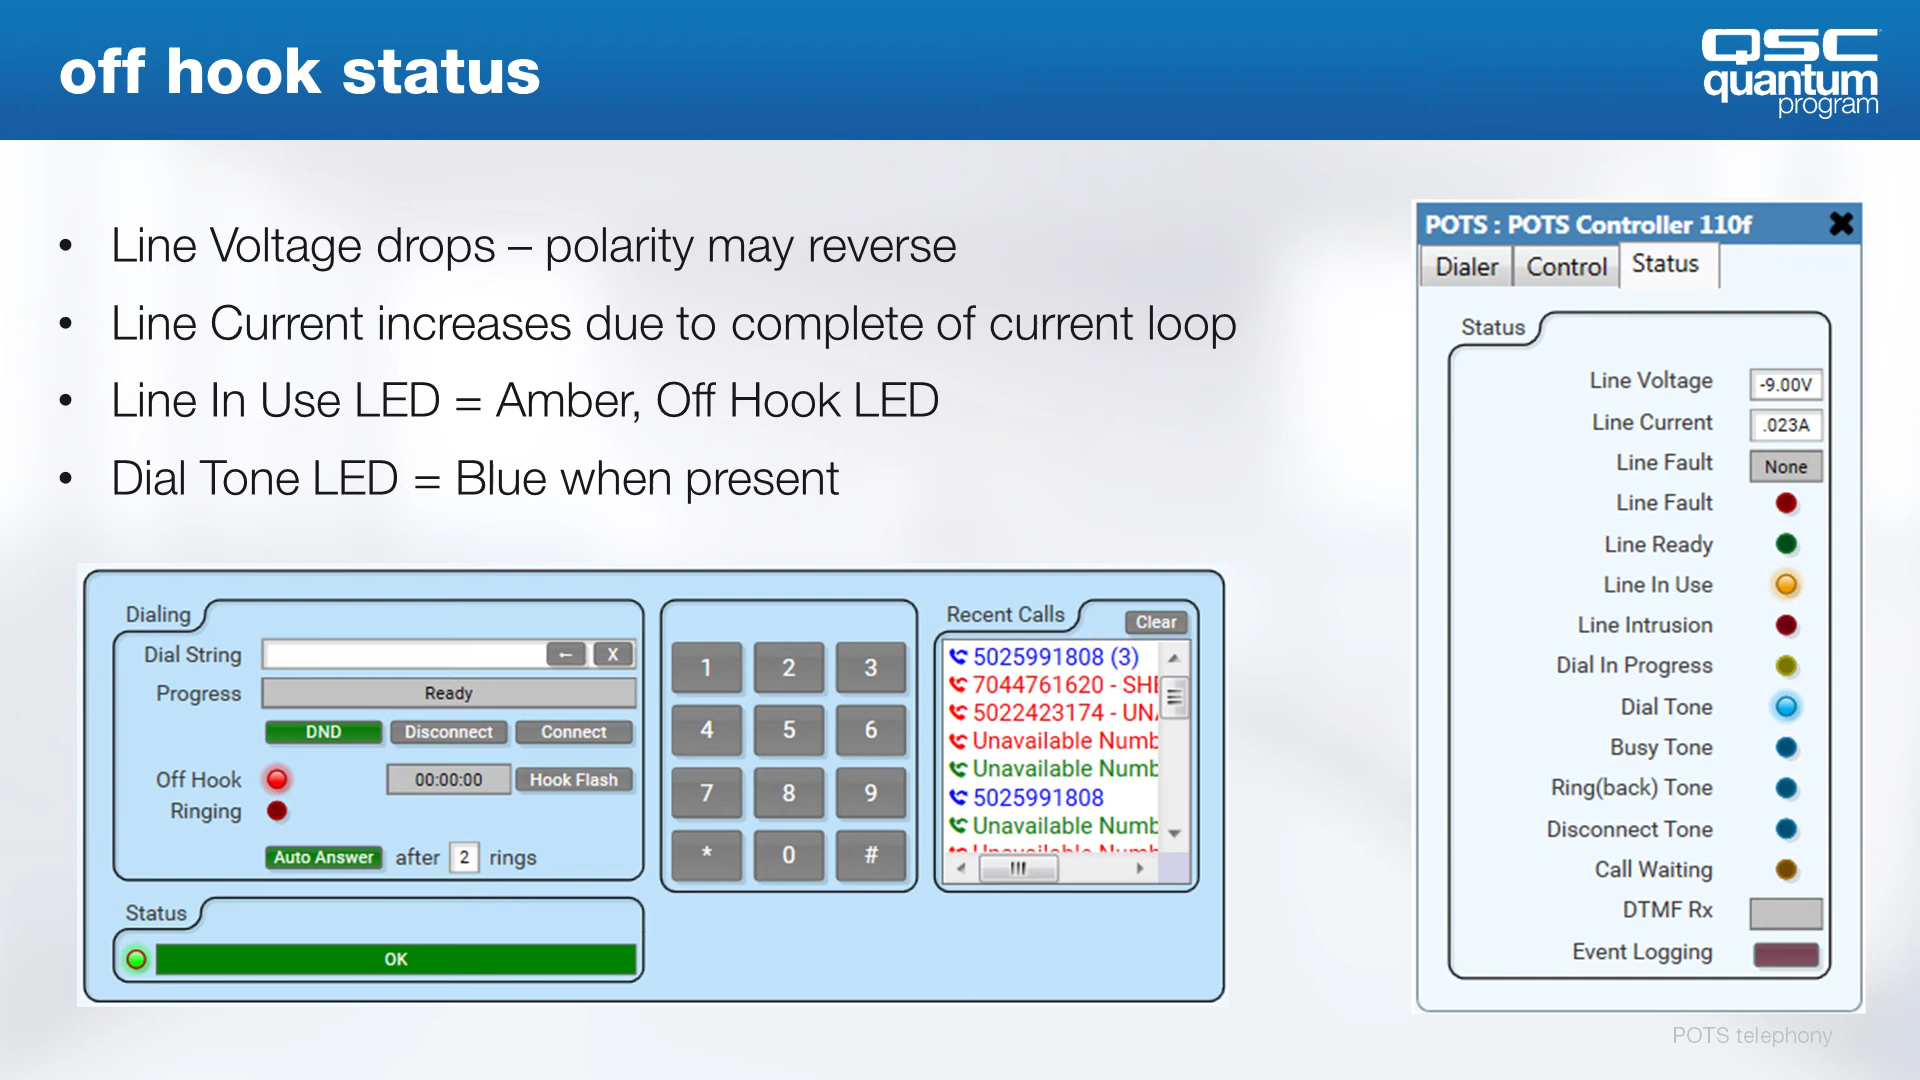 off hook status
QSC
quantum
program
• Line Voltage drops – polarity may reverse
• Line Current increases due to complete of current loop
• Line In Use LED = Amber, Off Hook LED
• Dial Tone LED = Blue when present
POTS : POTS Controller 110f
Dialer Control Status
Status
Line Voltage -9.00V
Line Current .023A
Line Fault None
Line Fault
Line Ready
Line In Use
Line Intrusion
Dial In Progress
Dial Tone
Busy Tone
Ring(back) Tone
Disconnect Tone
Call Waiting
DTMF Rx
Event Logging
Dialing
Dial String ← X
Progress Ready
DND Disconnect Connect
Off Hook 00:00:00 Hook Flash
Ringing
Auto Answer after 2 rings
Status
OK
1 2 3
4 5 6
7 8 9
* 0 #
Recent Calls Clear
5025991808 (3)
7044761620 - SHE
5022423174 - UNA
Unavailable Numb
Unavailable Numb
5025991808
Unavailable Numb
POTS telephony